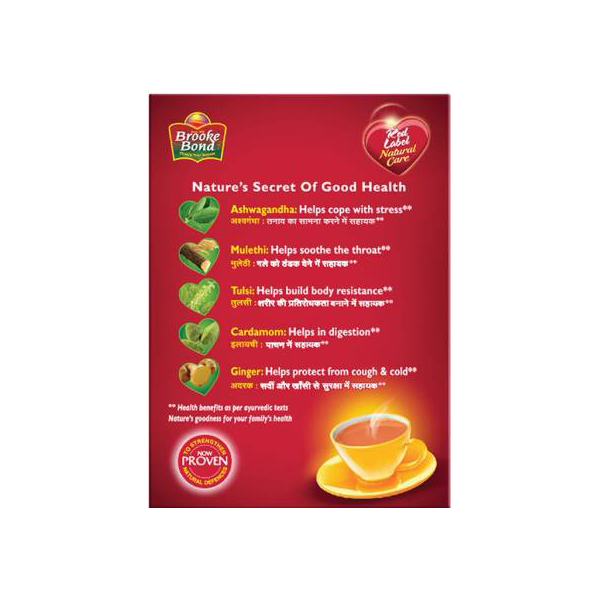 Brooke
Bond
Red
Label
Natural
Care
Nature's Secret Of Good Health
Ashwagandha: Helps cope with stress**
अश्वगंधा : तनाव का सामना करने में सहायक**
Mulethi: Helps soothe the throat**
मुलेठी : गले को ठंडक देने में सहायक**
Tulsi: Helps build body resistance**
तुलसी : शरीर की प्रतिरोधकता बनाने में सहायक**
Cardamom: Helps in digestion**
इलायची : पाचन में सहायक**
Ginger: Helps protect from cough & cold**
अदरक : सर्दी और खाँसी से सुरक्षा में सहायक**
** Health benefits as per ayurvedic texts
Nature's goodness for your family's health
TO STRENGTHEN
NOW
PROVEN
NATURAL DEFENCES